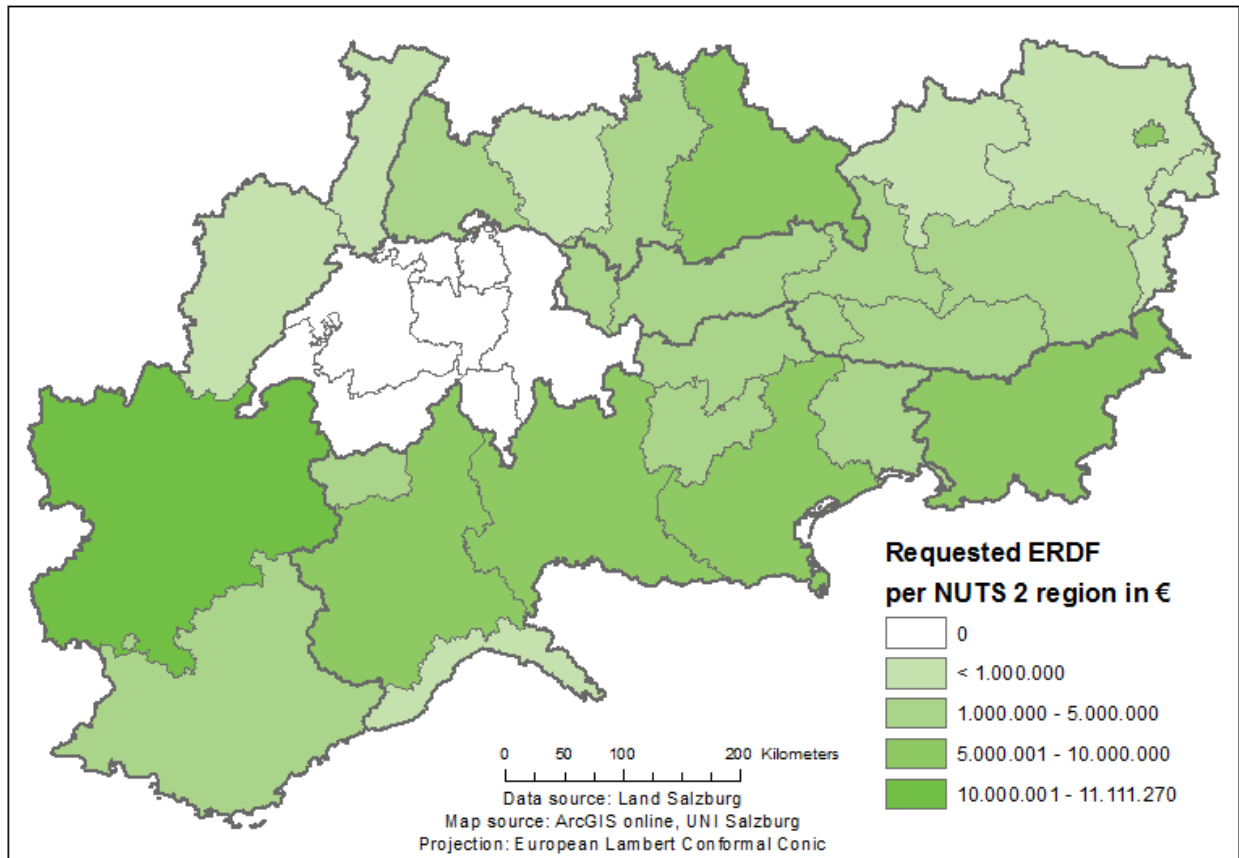 Requested ERDF
per NUTS 2 region in €
0
< 1.000.000
1.000.000 - 5.000.000
5.000.001 - 10.000.000
10.000.001 - 11.111.270
0 50 100 200 Kilometers
Data source: Land Salzburg
Map source: ArcGIS online, UNI Salzburg
Projection: European Lambert Conformal Conic